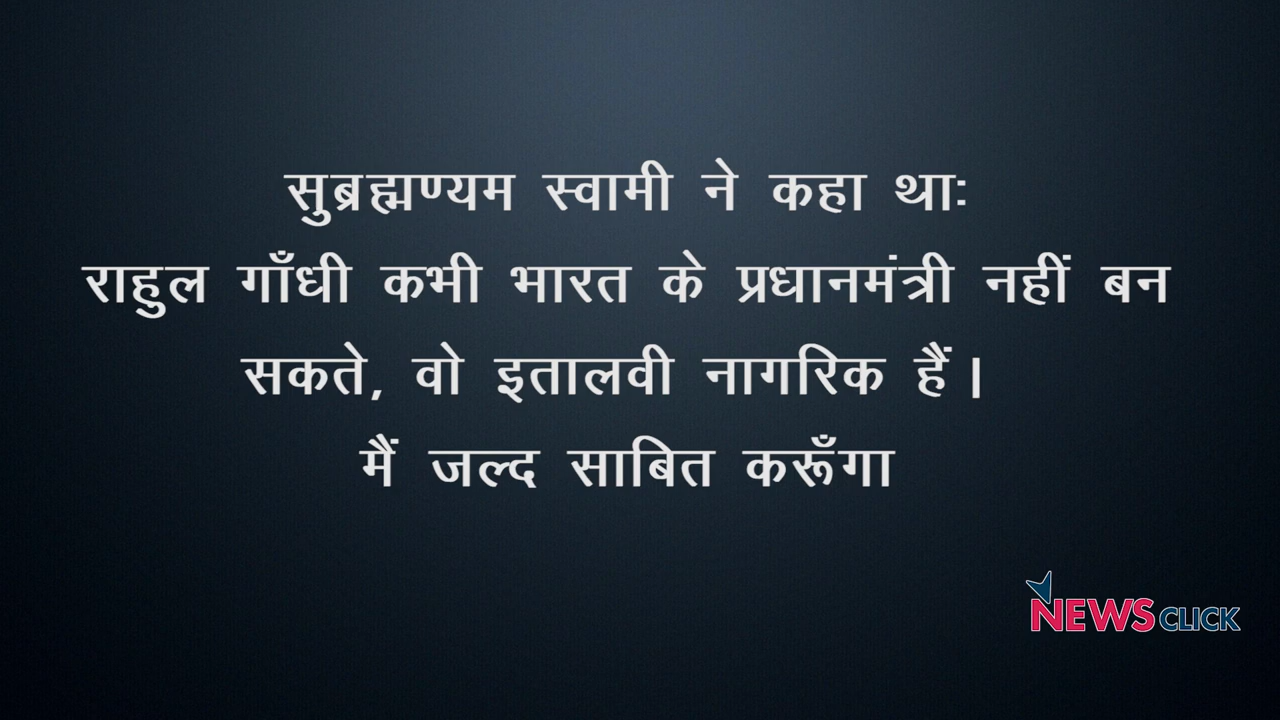 सुब्रह्मण्यम स्वामी ने कहा थाः
राहुल गाँधी कभी भारत के प्रधानमंत्री नहीं बन
सकते, वो इतालवी नागरिक हैं।
मैं जल्द साबित करूँगा
NEWSCLICK